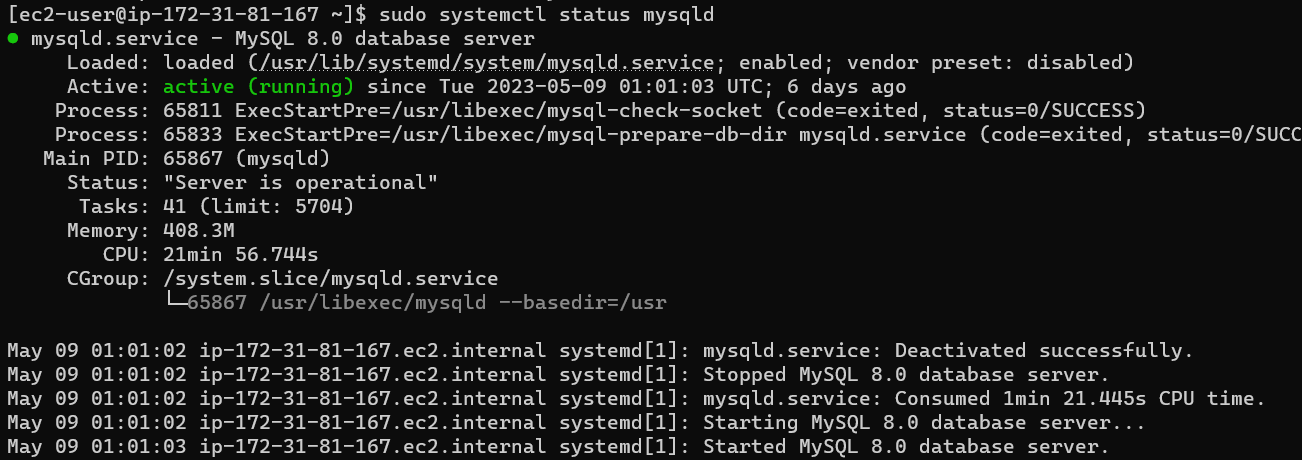 [ec2-user@ip-172-31-81-167 ~]$ sudo systemctl status mysqld
● mysqld.service - MySQL 8.0 database server
     Loaded: loaded (/usr/lib/systemd/system/mysqld.service; enabled; vendor preset: disabled)
     Active: active (running) since Tue 2023-05-09 01:01:03 UTC; 6 days ago
    Process: 65811 ExecStartPre=/usr/libexec/mysql-check-socket (code=exited, status=0/SUCCESS)
    Process: 65833 ExecStartPre=/usr/libexec/mysql-prepare-db-dir mysqld.service (code=exited, status=0/SUCC
   Main PID: 65867 (mysqld)
     Status: "Server is operational"
      Tasks: 41 (limit: 5704)
     Memory: 408.3M
        CPU: 21min 56.744s
     CGroup: /system.slice/mysqld.service
             └─65867 /usr/libexec/mysqld --basedir=/usr

May 09 01:01:02 ip-172-31-81-167.ec2.internal systemd[1]: mysqld.service: Deactivated successfully.
May 09 01:01:02 ip-172-31-81-167.ec2.internal systemd[1]: Stopped MySQL 8.0 database server.
May 09 01:01:02 ip-172-31-81-167.ec2.internal systemd[1]: mysqld.service: Consumed 1min 21.445s CPU time.
May 09 01:01:02 ip-172-31-81-167.ec2.internal systemd[1]: Starting MySQL 8.0 database server...
May 09 01:01:03 ip-172-31-81-167.ec2.internal systemd[1]: Started MySQL 8.0 database server.